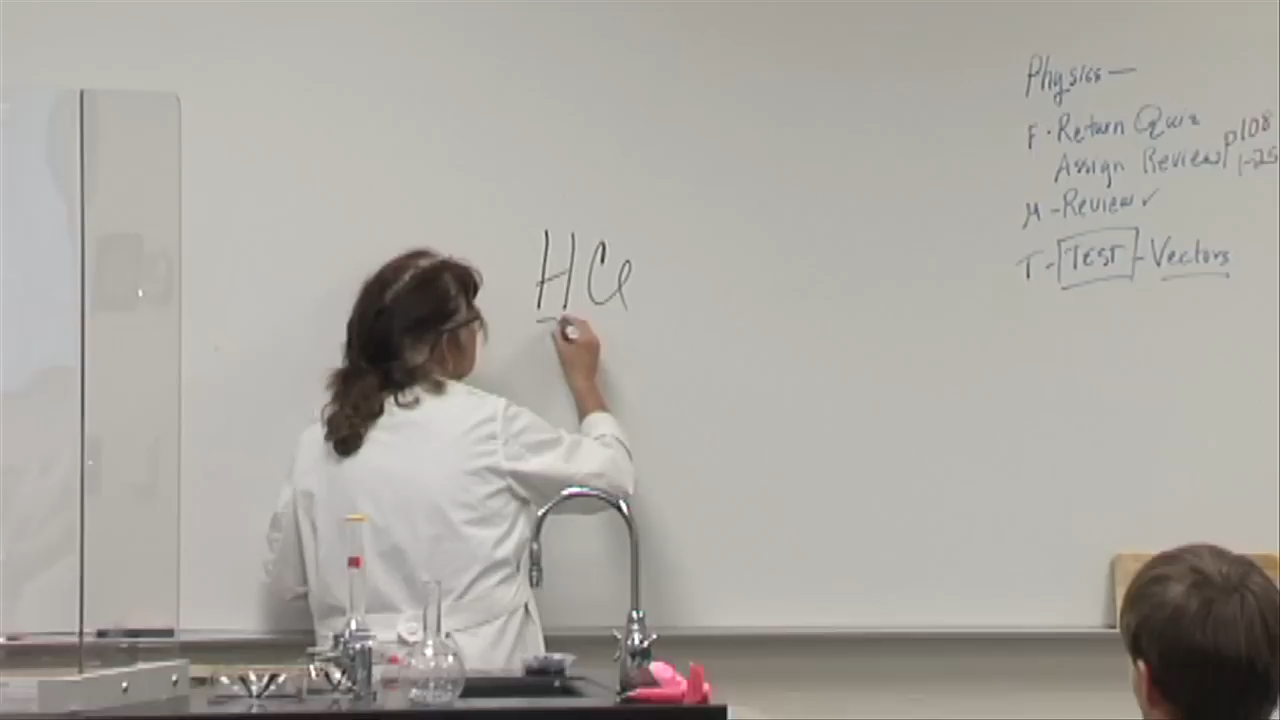 HCl
Physics —
F. Return Quiz
Assign Review p108
1-25
M - Review ✓
T - TEST - Vectors